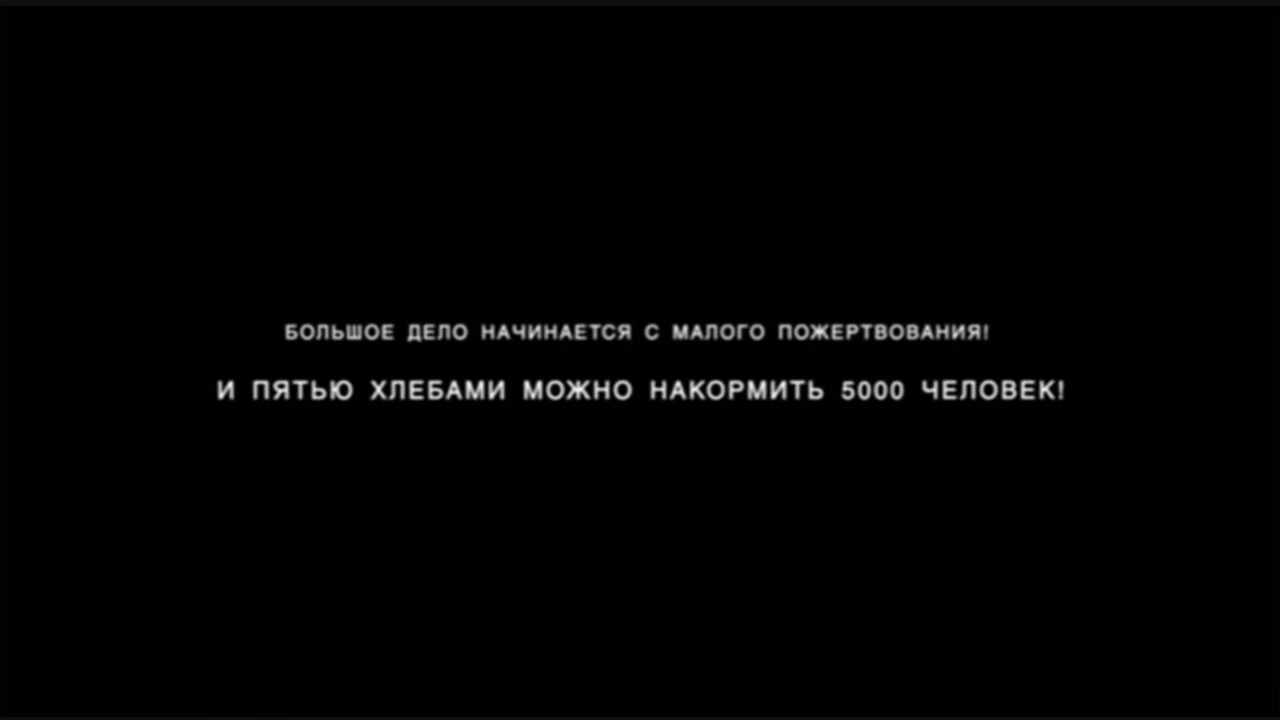 БОЛЬШОЕ ДЕЛО НАЧИНАЕТСЯ С МАЛОГО ПОЖЕРТВОВАНИЯ!
И ПЯТЬЮ ХЛЕБАМИ МОЖНО НАКОРМИТЬ 5000 ЧЕЛОВЕК!